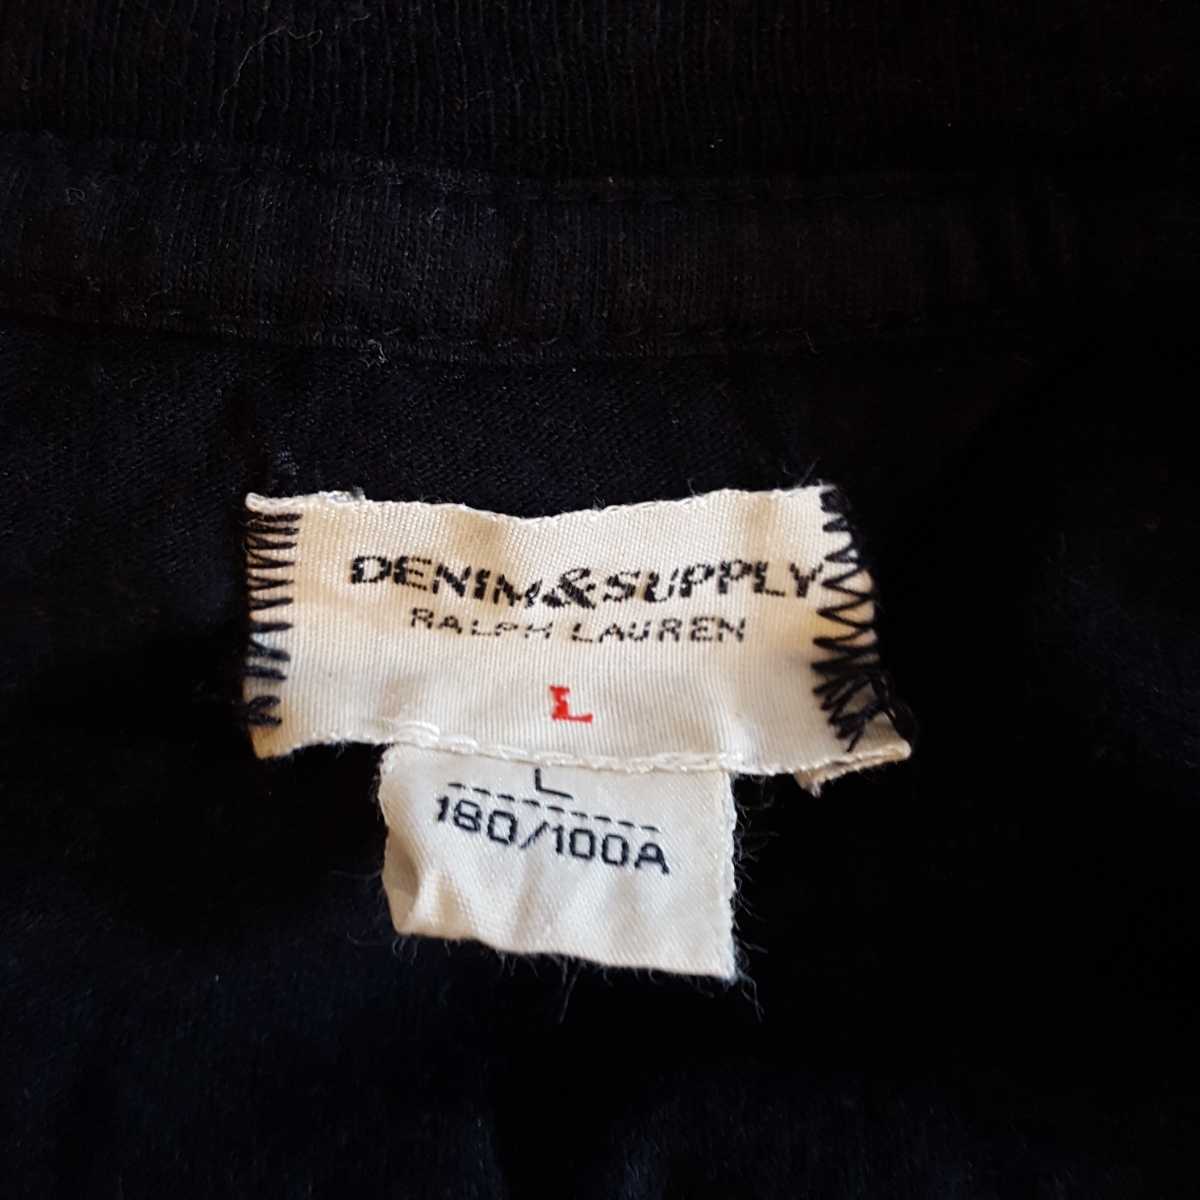 DENIM&SUPPLY
RALPH LAUREN
L
L
180/100A